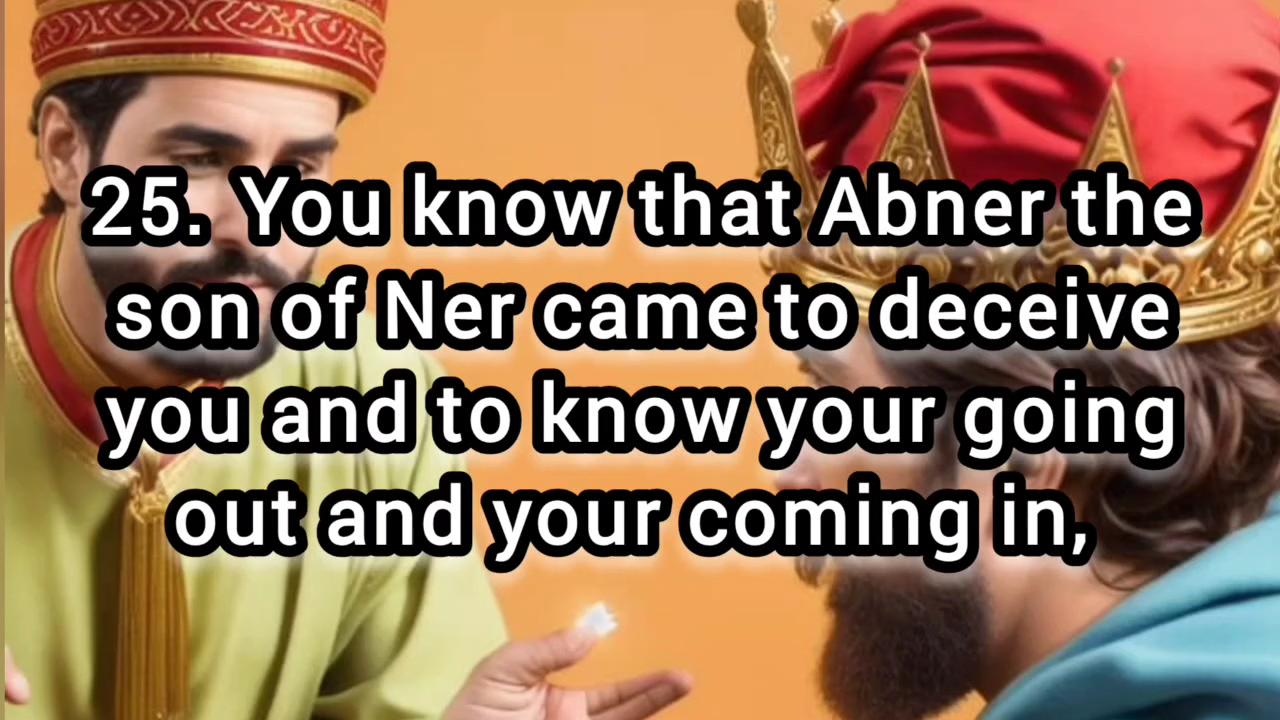 25. You know that Abner the
son of Ner came to deceive
you and to know your going
out and your coming in,